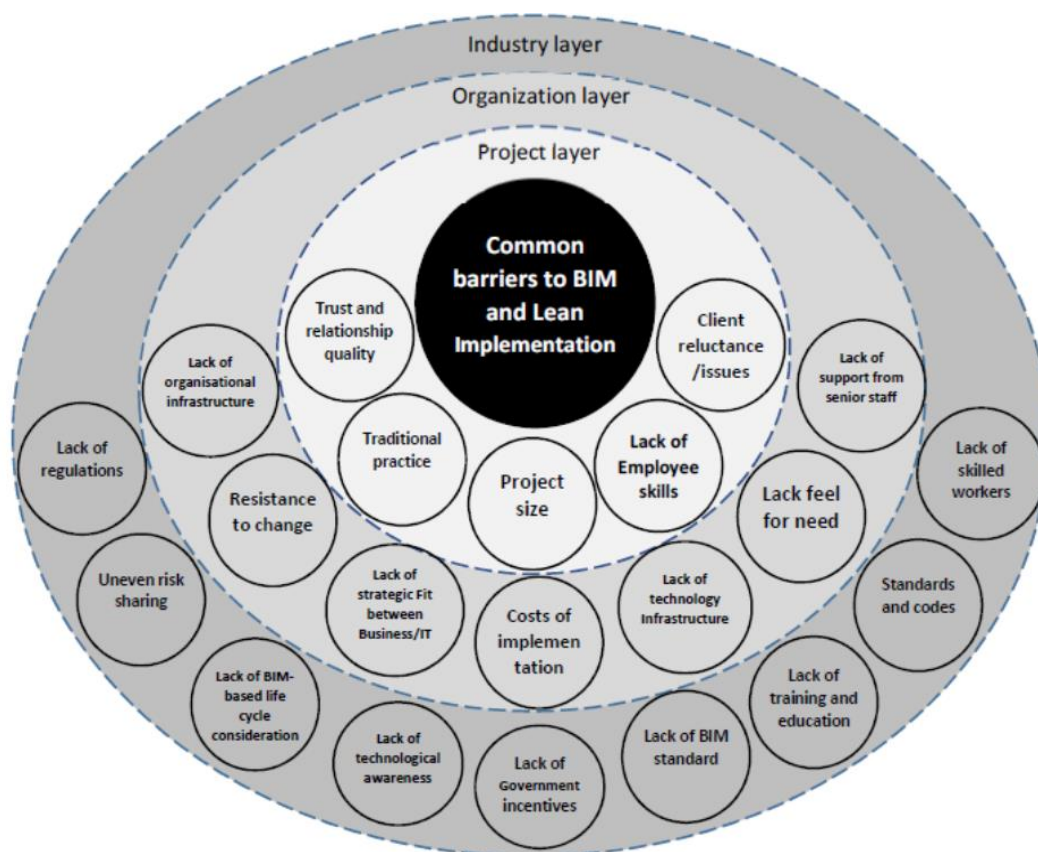 Industry layer
Organization layer
Project layer
Common
barriers to BIM
and Lean
Implementation
Trust and
relationship
quality
Client
reluctance
/issues
Traditional
practice
Lack of
Employee
skills
Project
size
Lack of
organisational
infrastructure
Lack of
support from
senior staff
Resistance
to change
Lack feel
for need
Lack of
strategic Fit
between
Business/IT
Costs of
implemen
tation
Lack of
technology
Infrastructure
Lack of
regulations
Lack of
skilled
workers
Uneven risk
sharing
Standards
and codes
Lack of BIM-
based life
cycle
consideration
Lack of
training and
education
Lack of
technological
awareness
Lack of
Government
incentives
Lack of BIM
standard